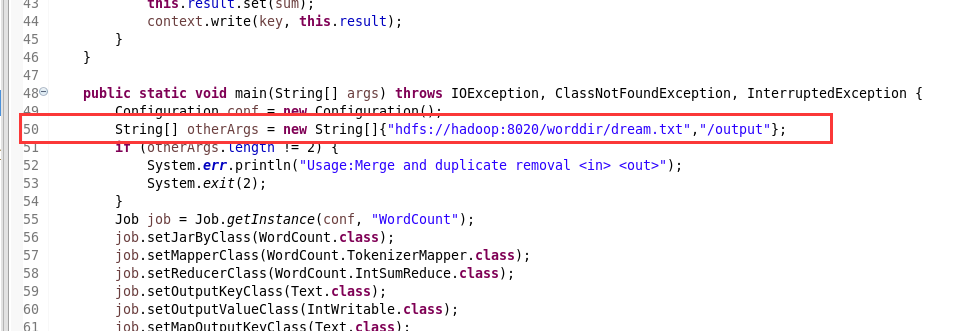 43 this.result.set(sum);
44 context.write(key, this.result);
45 }
46 }
47
48 public static void main(String[] args) throws IOException, ClassNotFoundException, InterruptedException {
49 Configuration conf = new Configuration();
50 String[] otherArgs = new String[]{"hdfs://hadoop:8020/worddir/dream.txt","/output"};
51 if (otherArgs.length != 2) {
52 System.err.println("Usage:Merge and duplicate removal <in> <out>");
53 System.exit(2);
54 }
55 Job job = Job.getInstance(conf, "WordCount");
56 job.setJarByClass(WordCount.class);
57 job.setMapperClass(WordCount.TokenizerMapper.class);
58 job.setReducerClass(WordCount.IntSumReduce.class);
59 job.setOutputKeyClass(Text.class);
60 job.setOutputValueClass(IntWritable.class);
61 job.setMapOutputKeyClass(Text.class);